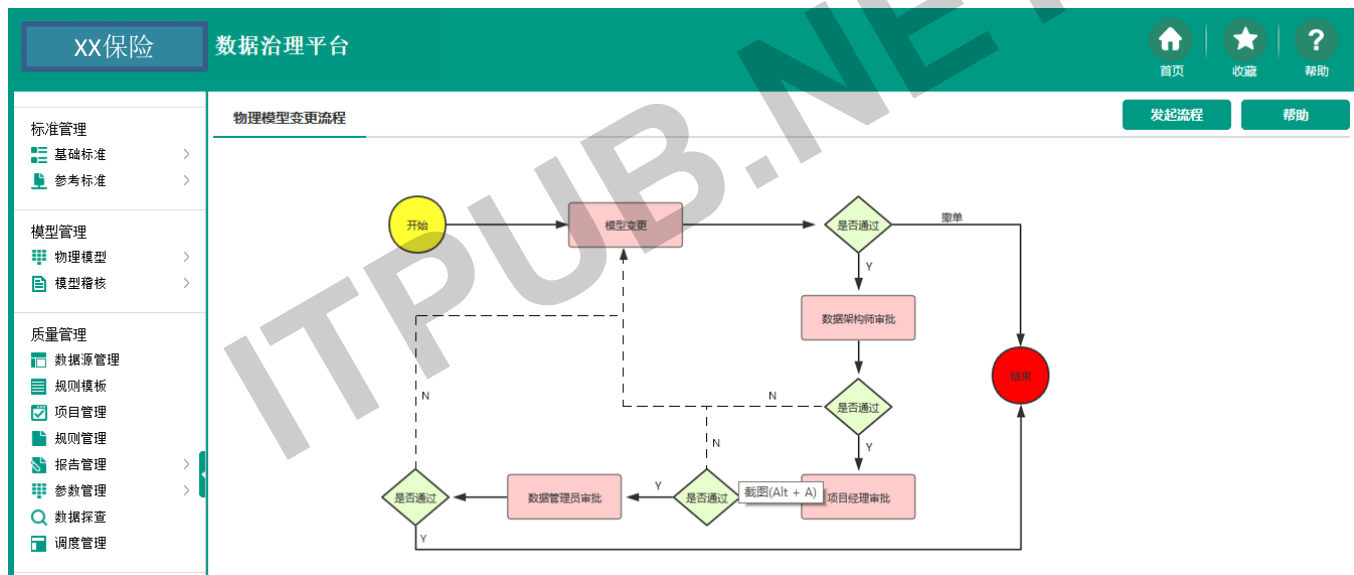 XX保险
数据治理平台
首页
收藏
帮助
标准管理
基础标准
参考标准
模型管理
物理模型
模型稽核
质量管理
数据源管理
规则模板
项目管理
规则管理
报告管理
参数管理
数据探查
调度管理
物理模型变更流程
发起流程
帮助
开始
模型变更
是否通过
撤单
Y
数据架构师审批
结束
是否通过
N
N
Y
N
是否通过
数据管理员审批
Y
是否通过
截图(Alt + A)
项目经理审批
Y
ITPUB.NET